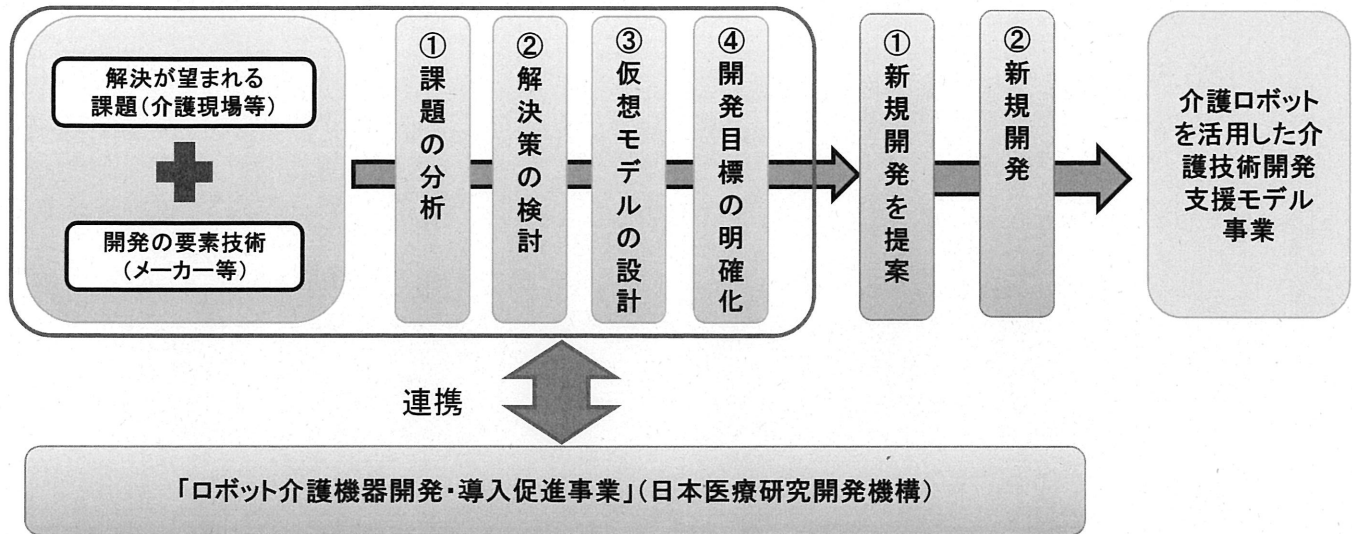 解決が望まれる
課題(介護現場等)
開発の要素技術
(メーカー等)
①課題の分析
②解決策の検討
③仮想モデルの設計
④開発目標の明確化
①新規開発を提案
②新規開発
介護ロボット
を活用した介
護技術開発
支援モデル
事業
連携
「ロボット介護機器開発・導入促進事業」(日本医療研究開発機構)